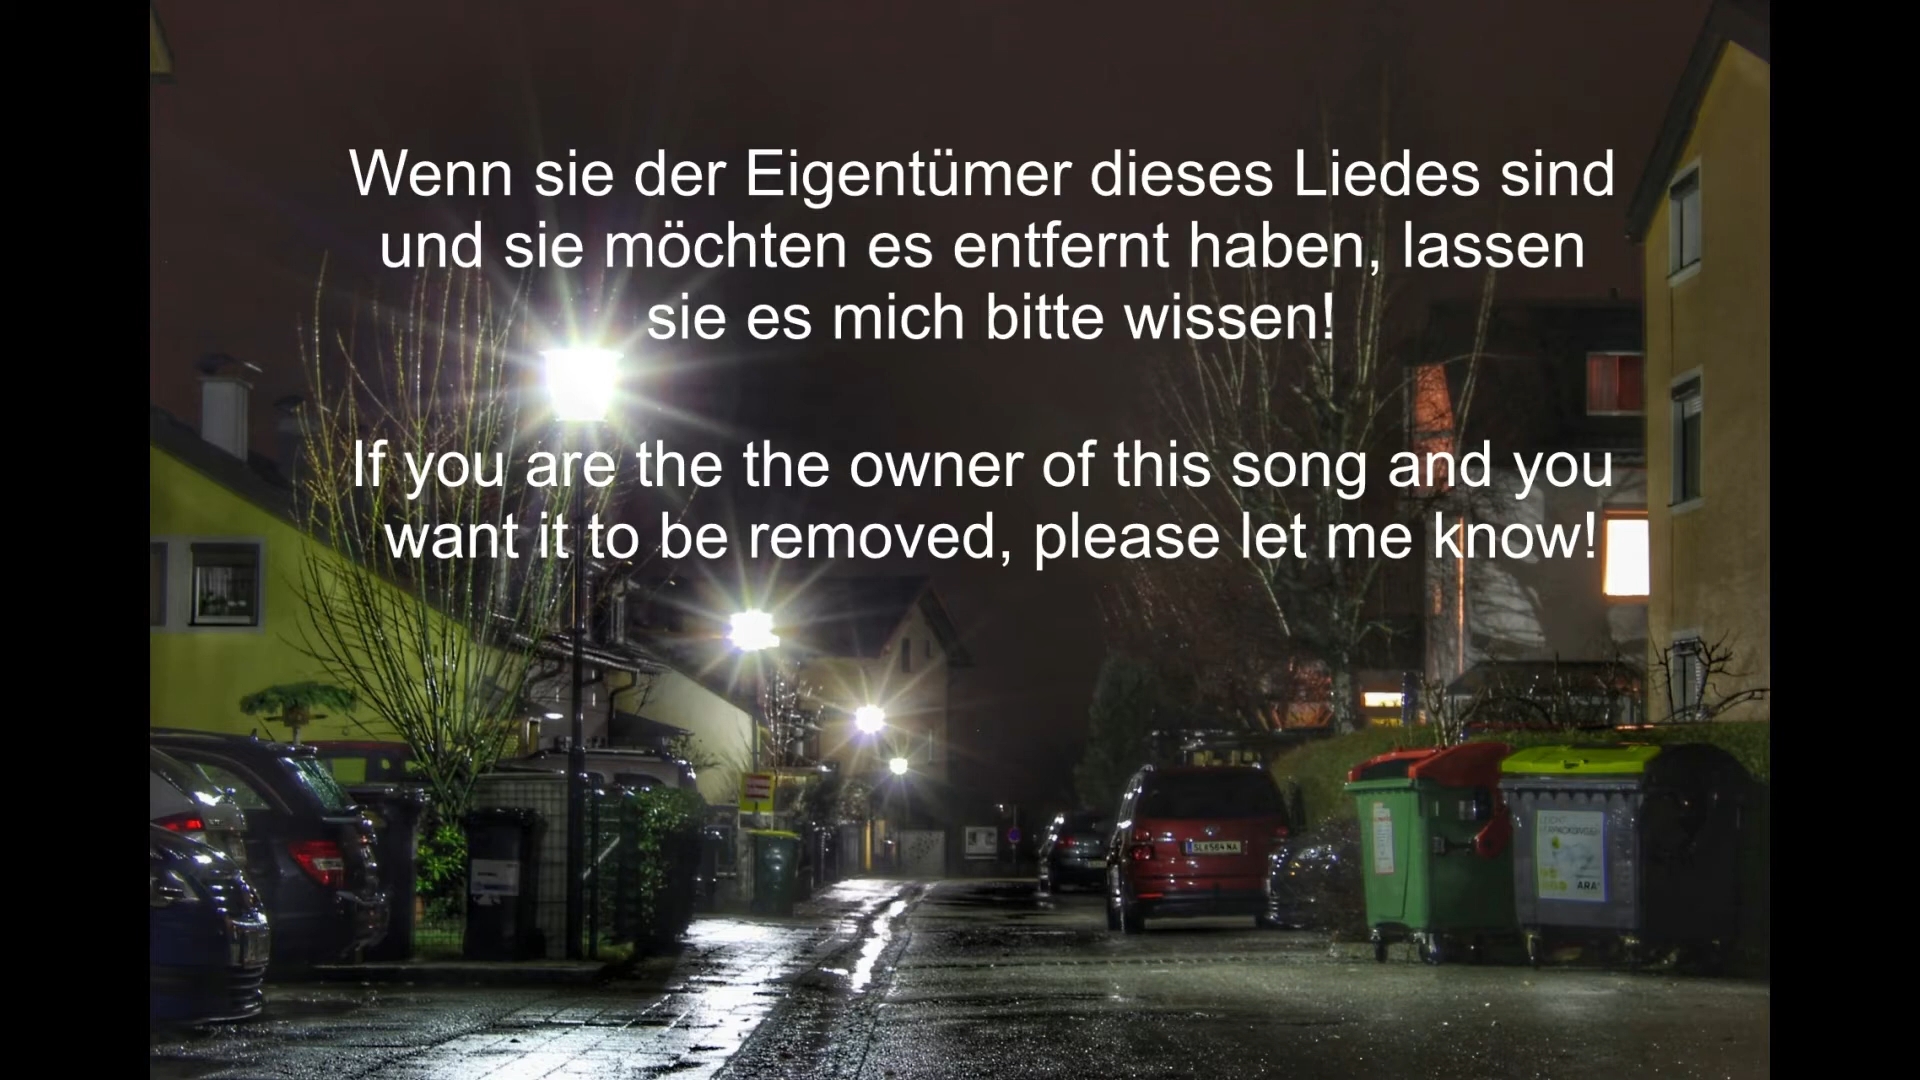 Wenn sie der Eigentümer dieses Liedes sind
und sie möchten es entfernt haben, lassen
sie es mich bitte wissen!
If you are the the owner of this song and you
want it to be removed, please let me know!
ARA